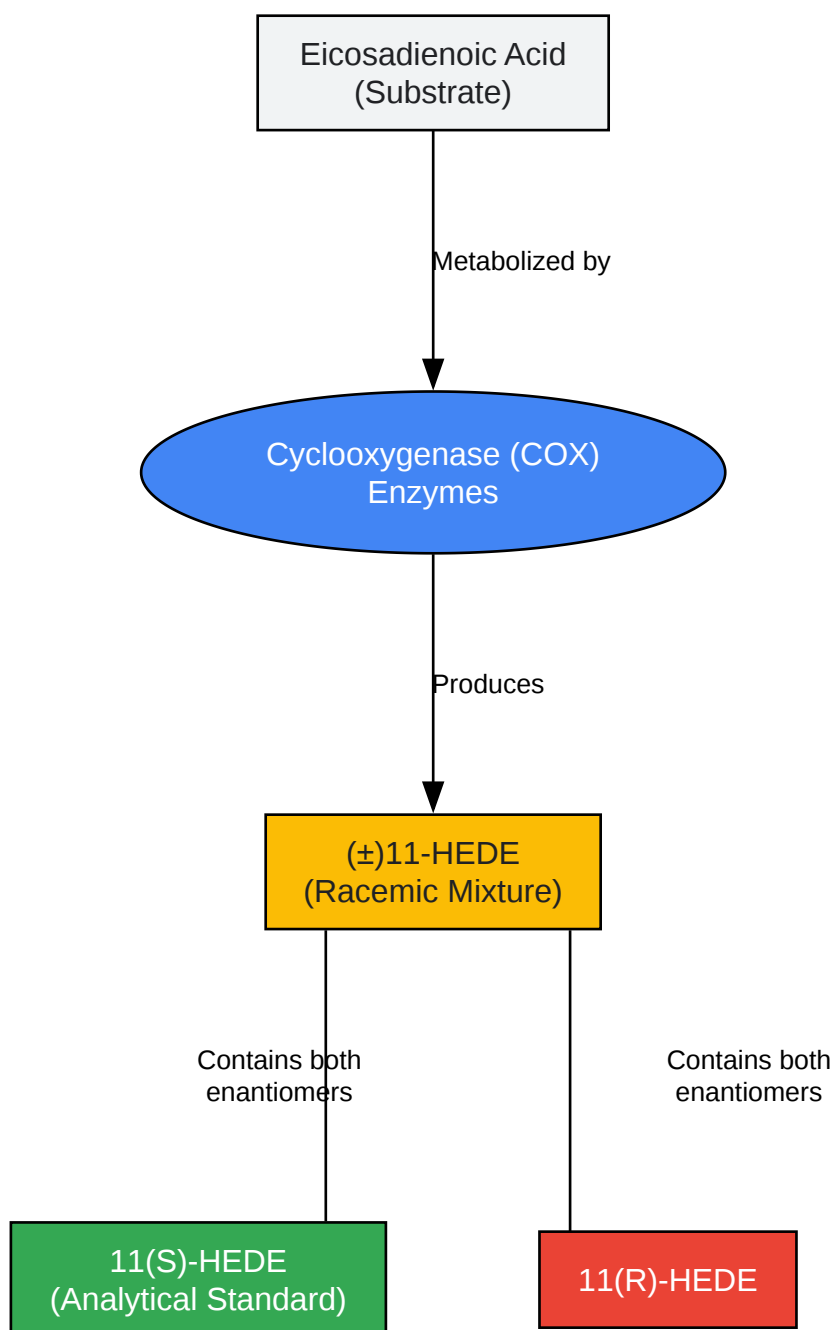 Eicosadienoic Acid
(Substrate)
Metabolized by
Cyclooxygenase (COX)
Enzymes
Produces
(±)11-HEDE
(Racemic Mixture)
Contains both
enantiomers
Contains both
enantiomers
11(S)-HEDE
(Analytical Standard)
11(R)-HEDE